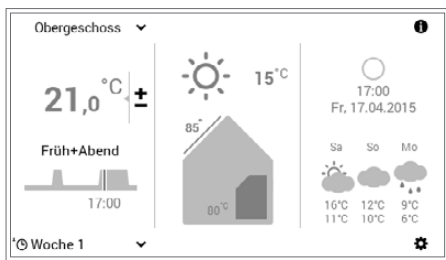 Obergeschoss
21,0 °C ±
Früh+Abend
17:00
Woche 1
15°C
85°
80°C
17:00
Fr, 17.04.2015
Sa So Mo
16°C 12°C 9°C
11°C 10°C 6°C